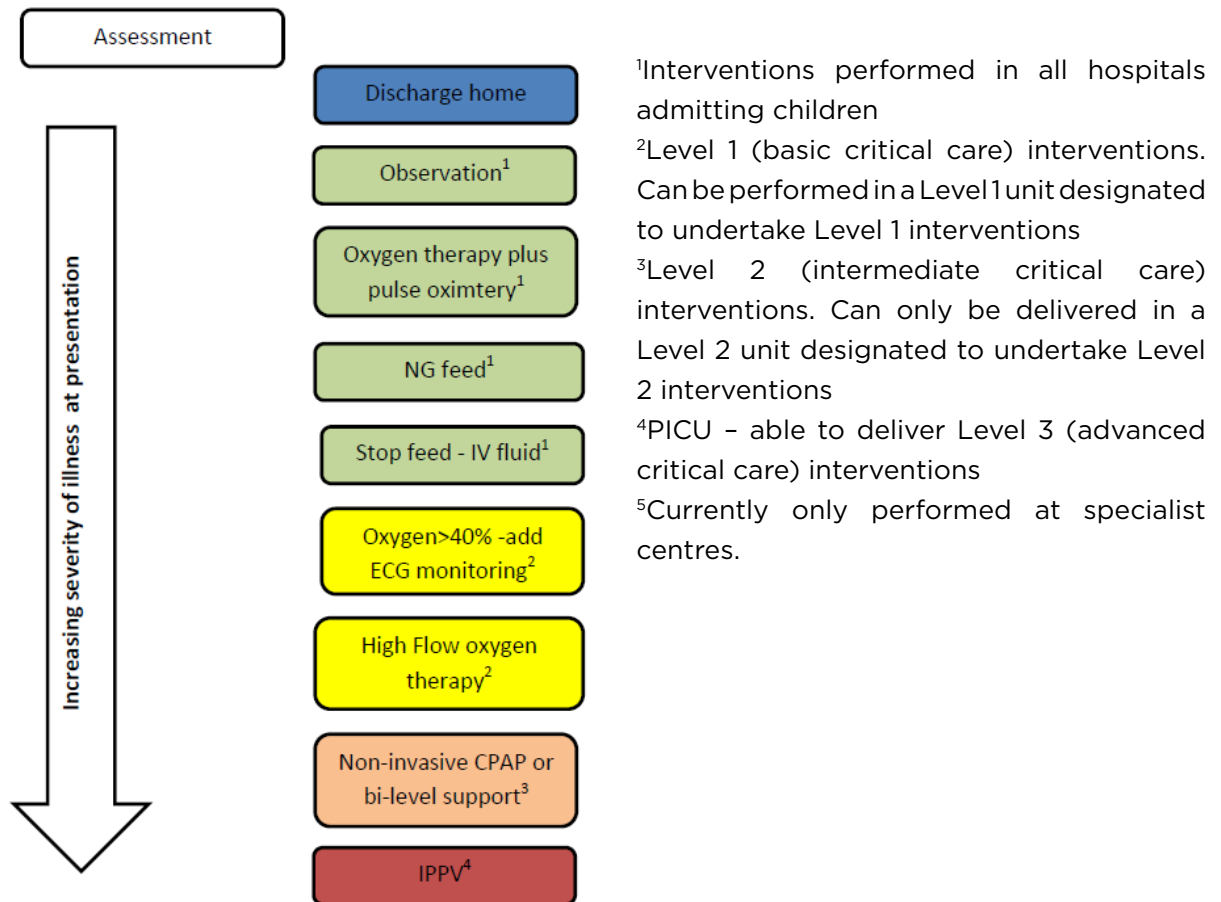 Assessment
Discharge home
Observation¹
Oxygen therapy plus
pulse oximtery¹
NG feed¹
Stop feed - IV fluid¹
Oxygen>40% -add
ECG monitoring²
High Flow oxygen
therapy²
Non-invasive CPAP or
bi-level support³
IPPV⁴
Increasing severity of illness at presentation
¹Interventions performed in all hospitals
admitting children
²Level 1 (basic critical care) interventions.
Can be performed in a Level 1 unit designated
to undertake Level 1 interventions
³Level 2 (intermediate critical care)
interventions. Can only be delivered in a
Level 2 unit designated to undertake Level
2 interventions
⁴PICU – able to deliver Level 3 (advanced
critical care) interventions
⁵Currently only performed at specialist
centres.